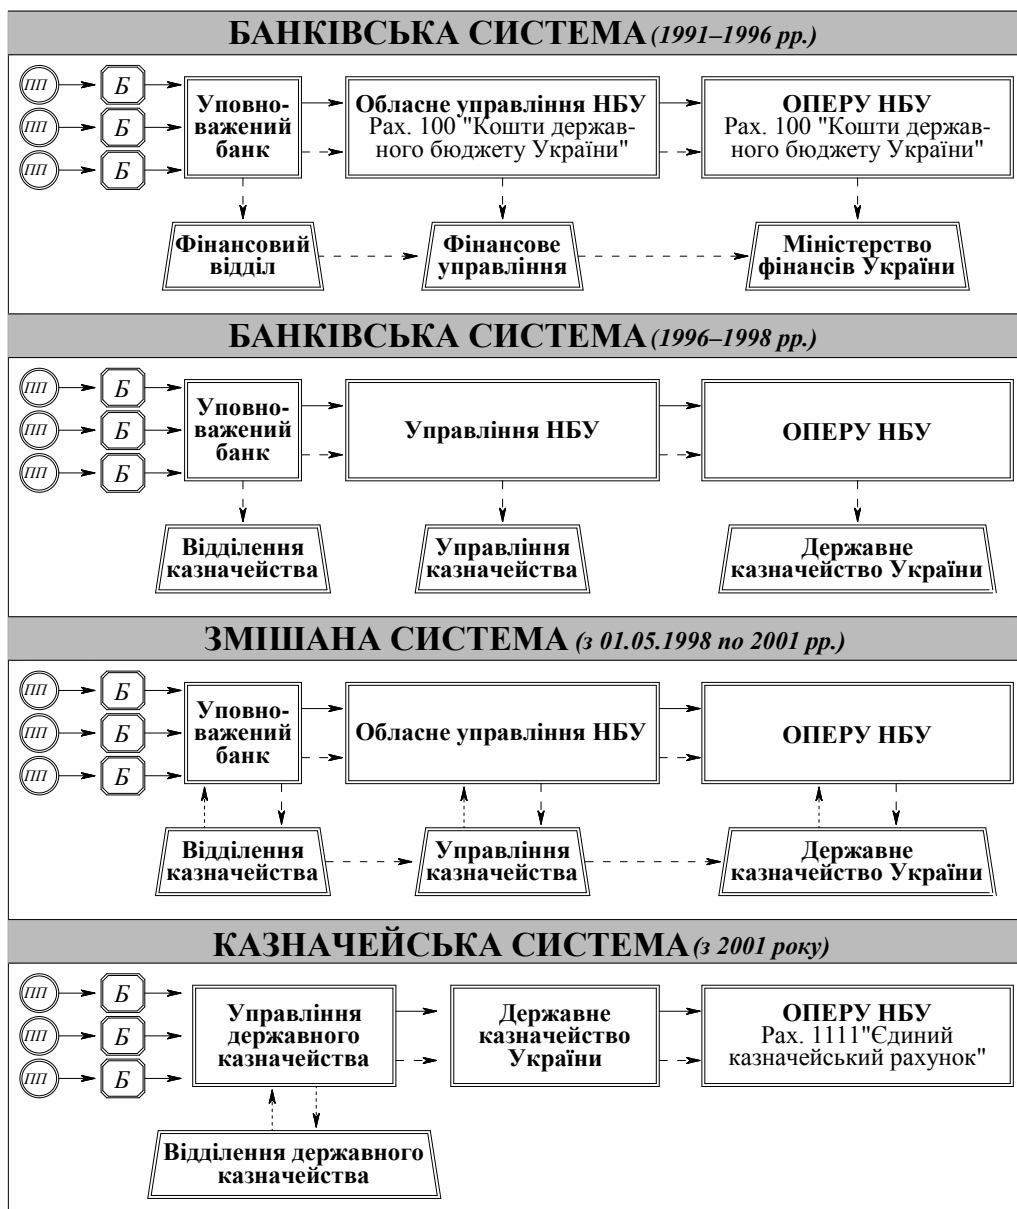 БАНКІВСЬКА СИСТЕМА (1991–1996 рр.)
ПП Б
ПП Б
ПП Б
Уповно-
важений
банк
Обласне управління НБУ
Рах. 100 "Кошти держав-
ного бюджету України"
ОПЕРУ НБУ
Рах. 100 "Кошти держав-
ного бюджету України"
Фінансовий
відділ
Фінансове
управління
Міністерство
фінансів України
БАНКІВСЬКА СИСТЕМА (1996–1998 рр.)
ПП Б
ПП Б
ПП Б
Уповно-
важений
банк
Управління НБУ
ОПЕРУ НБУ
Відділення
казначейства
Управління
казначейства
Державне
казначейство України
ЗМІШАНА СИСТЕМА (з 01.05.1998 по 2001 рр.)
ПП Б
ПП Б
ПП Б
Уповно-
важений
банк
Обласне управління НБУ
ОПЕРУ НБУ
Відділення
казначейства
Управління
казначейства
Державне
казначейство України
КАЗНАЧЕЙСЬКА СИСТЕМА (з 2001 року)
ПП Б
ПП Б
ПП Б
Управління
державного
казначейства
Державне
казначейство
України
ОПЕРУ НБУ
Рах. 1111"Єдиний
казначейський рахунок"
Відділення державного
казначейства